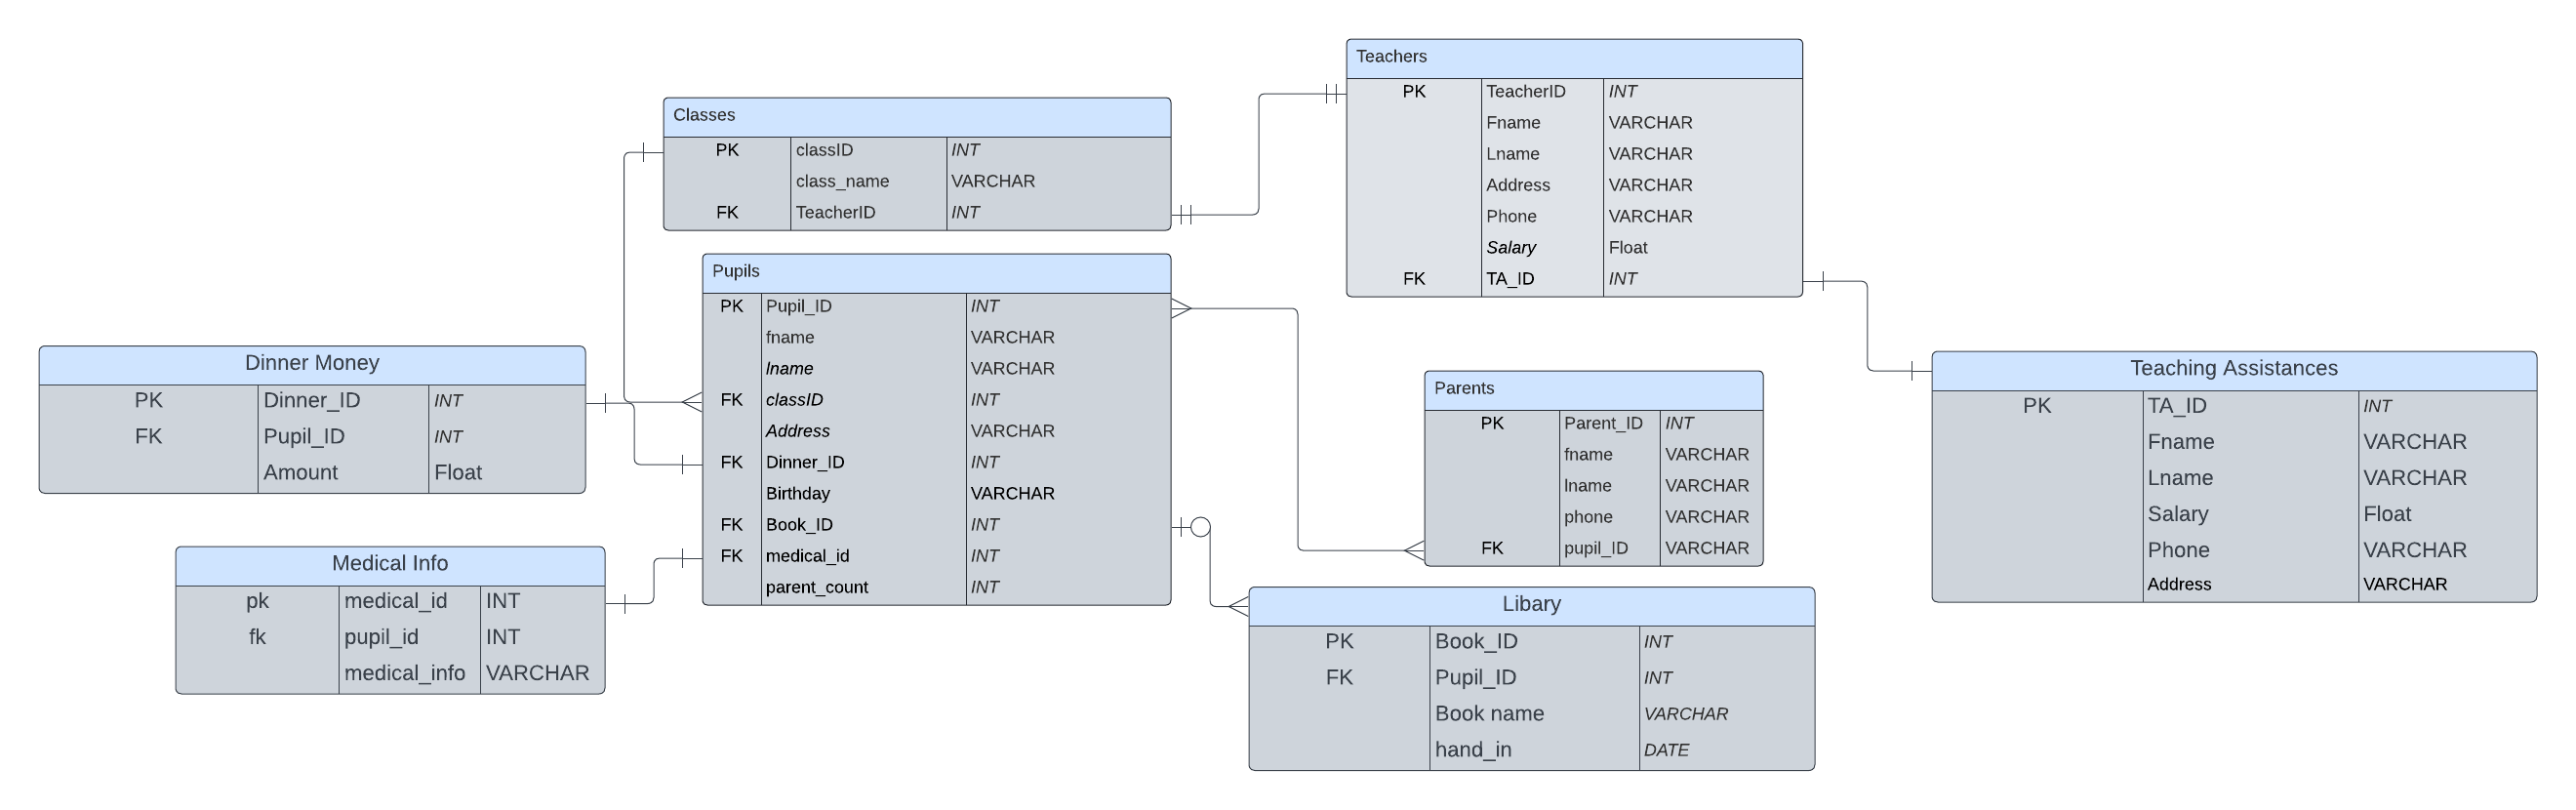 Teachers
PK TeacherID INT
Fname VARCHAR
Lname VARCHAR
Address VARCHAR
Phone VARCHAR
Salary Float
FK TA_ID INT
Classes
PK classID INT
class_name VARCHAR
FK TeacherID INT
Pupils
PK Pupil_ID INT
fname VARCHAR
lname VARCHAR
FK classID INT
Address VARCHAR
FK Dinner_ID INT
Birthday VARCHAR
FK Book_ID INT
FK medical_id INT
parent_count INT
Dinner Money
PK Dinner_ID INT
FK Pupil_ID INT
Amount Float
Medical Info
pk medical_id INT
fk pupil_id INT
medical_info VARCHAR
Parents
PK Parent_ID INT
fname VARCHAR
lname VARCHAR
phone VARCHAR
FK pupil_ID VARCHAR
Libary
PK Book_ID INT
FK Pupil_ID INT
Book name VARCHAR
hand_in DATE
Teaching Assistances
PK TA_ID INT
Fname VARCHAR
Lname VARCHAR
Salary Float
Phone VARCHAR
Address VARCHAR